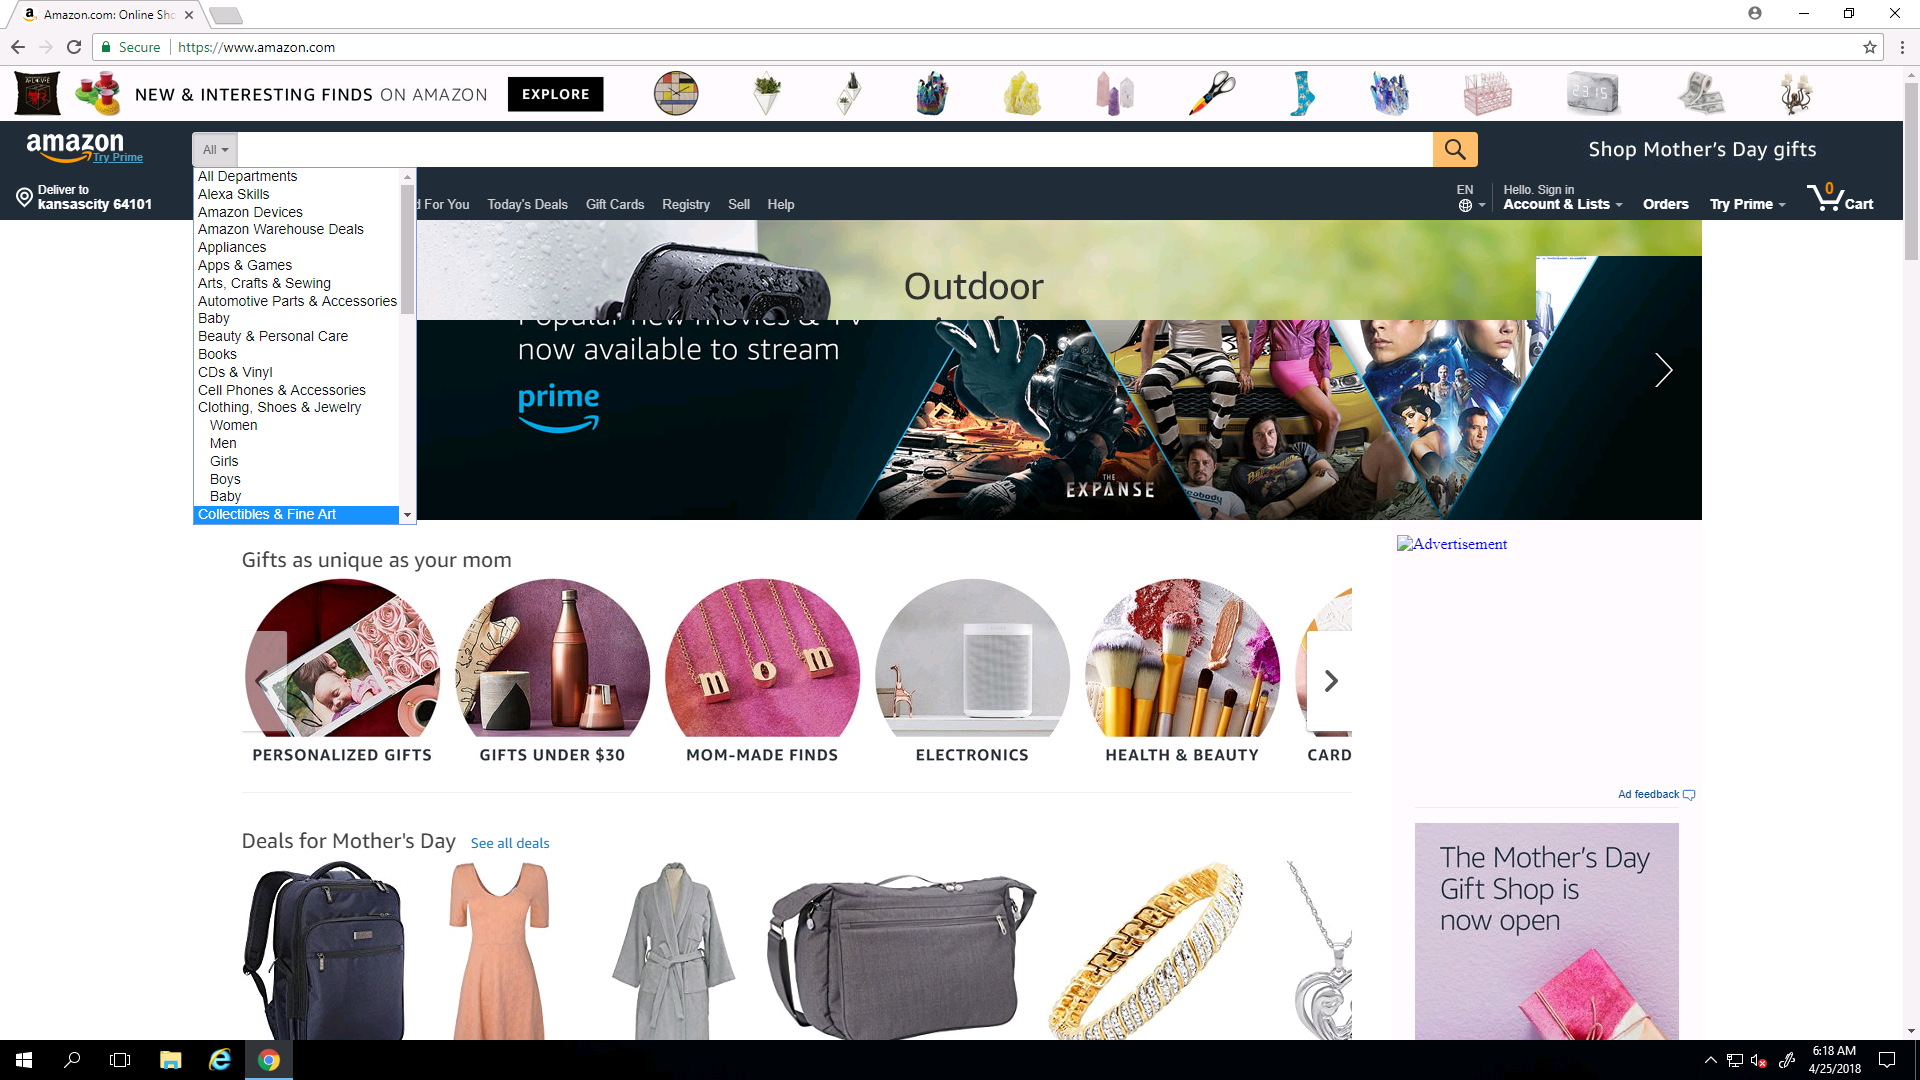 Amazon.com: Online Sho
Secure
https://www.amazon.com
NEW & INTERESTING FINDS ON AMAZON
EXPLORE
23:15
amazon
Try Prime
All
Shop Mother's Day gifts
Deliver to
kansascity 64101
d For You
Today's Deals
Gift Cards
Registry
Sell
Help
EN
Hello. Sign in
Account & Lists
Orders
Try Prime
0
Cart
All Departments
Alexa Skills
Amazon Devices
Amazon Warehouse Deals
Appliances
Apps & Games
Arts, Crafts & Sewing
Automotive Parts & Accessories
Baby
Beauty & Personal Care
Books
CDs & Vinyl
Cell Phones & Accessories
Clothing, Shoes & Jewelry
Women
Men
Girls
Boys
Baby
Collectibles & Fine Art
Outdoor
Popular new movies & TV
now available to stream
prime
THE
EXPANSE
Gifts as unique as your mom
Advertisement
m o m
PERSONALIZED GIFTS
GIFTS UNDER $30
MOM-MADE FINDS
ELECTRONICS
HEALTH & BEAUTY
CARD
Ad feedback
Deals for Mother's Day
See all deals
The Mother's Day
Gift Shop is
now open
6:18 AM
4/25/2018